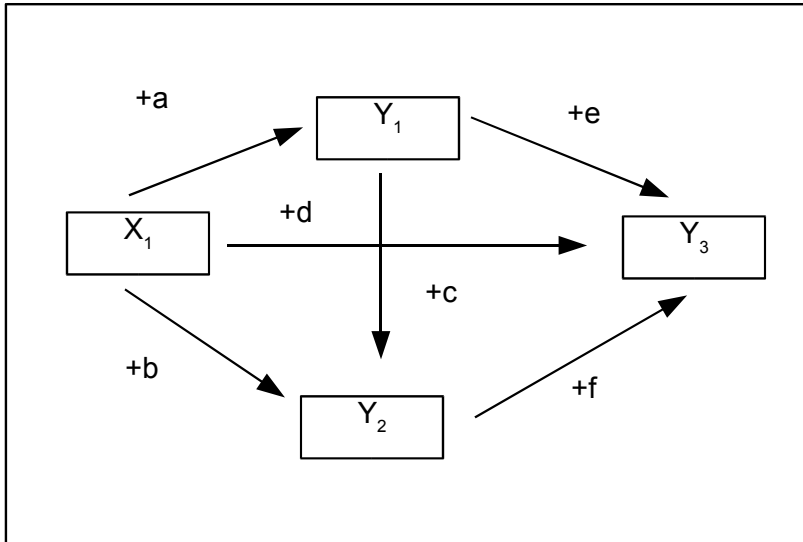 +a
Y₁
+e
X₁
+d
Y₃
+c
+b
Y₂
+f